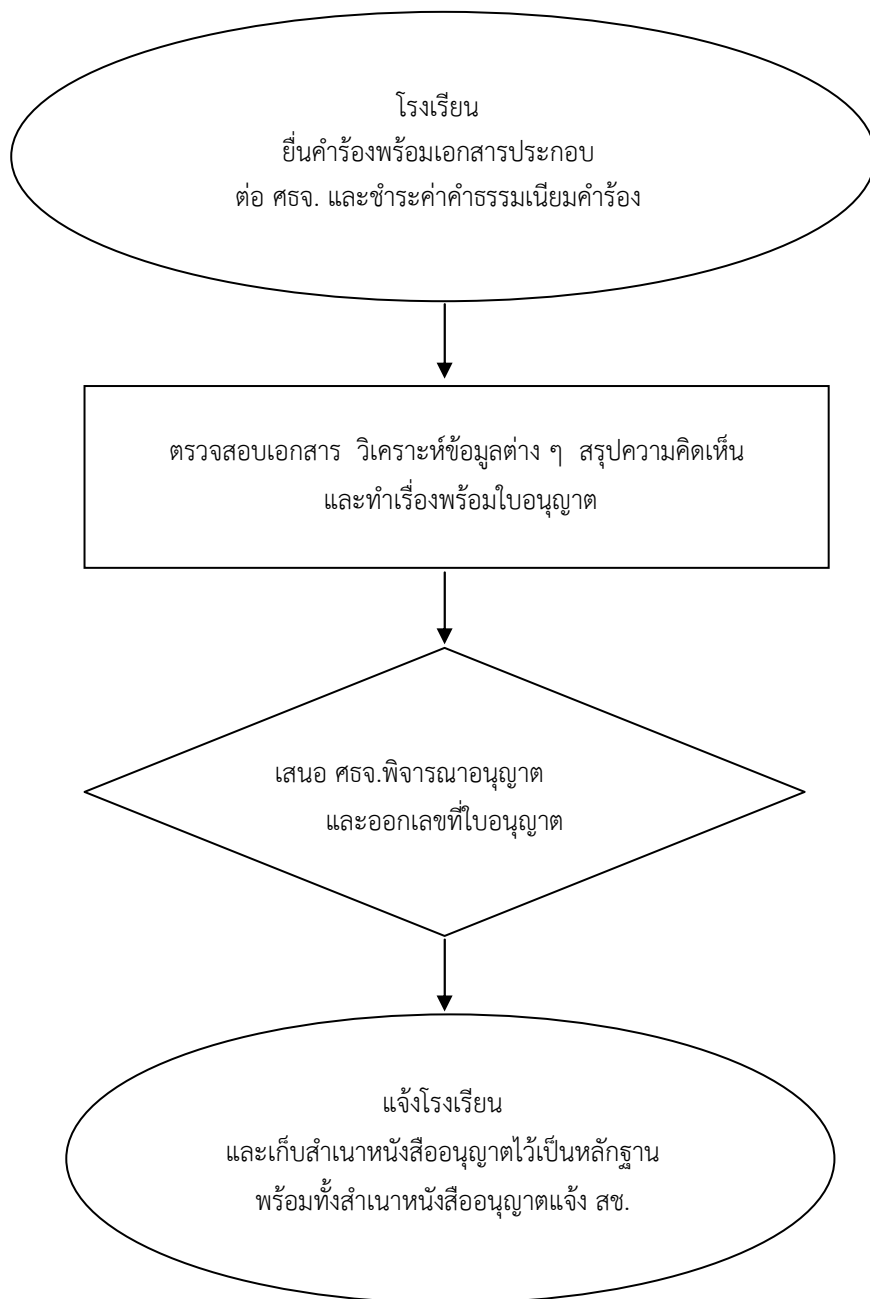 โรงเรียน
ยื่นคำร้องพร้อมเอกสารประกอบ
ต่อ ศธจ. และชำระค่าคำธรรมเนียมคำร้อง
ตรวจสอบเอกสาร วิเคราะห์ข้อมูลต่าง ๆ สรุปความคิดเห็น
และทำเรื่องพร้อมใบอนุญาต
เสนอ ศธจ.พิจารณาอนุญาต
และออกเลขที่ใบอนุญาต
แจ้งโรงเรียน
และเก็บสำเนาหนังสืออนุญาตไว้เป็นหลักฐาน
พร้อมทั้งสำเนาหนังสืออนุญาตแจ้ง สช.